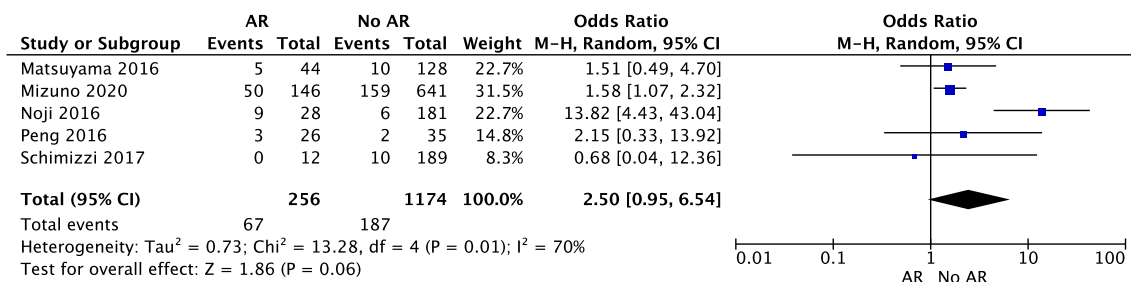 AR No AR Odds Ratio Odds Ratio
Study or Subgroup Events Total Events Total Weight M-H, Random, 95% CI M-H, Random, 95% CI
Matsuyama 2016 5 44 10 128 22.7% 1.51 [0.49, 4.70]
Mizuno 2020 50 146 159 641 31.5% 1.58 [1.07, 2.32]
Noji 2016 9 28 6 181 22.7% 13.82 [4.43, 43.04]
Peng 2016 3 26 2 35 14.8% 2.15 [0.33, 13.92]
Schimizzi 2017 0 12 10 189 8.3% 0.68 [0.04, 12.36]
Total (95% CI) 256 1174 100.0% 2.50 [0.95, 6.54]
Total events 67 187
Heterogeneity: Tau² = 0.73; Chi² = 13.28, df = 4 (P = 0.01); I² = 70%
Test for overall effect: Z = 1.86 (P = 0.06)
0.01 0.1 1 10 100
AR No AR